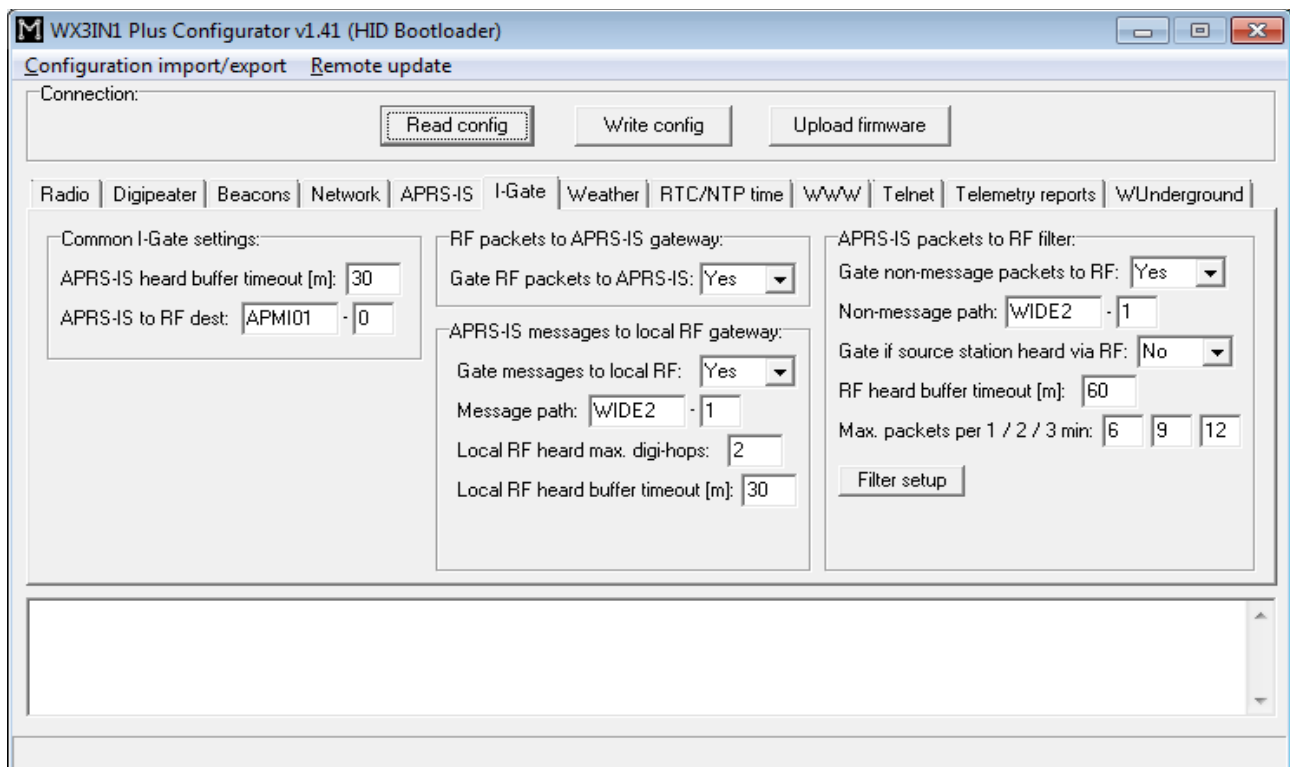 WX3IN1 Plus Configurator v1.41 (HID Bootloader)
Configuration import/export Remote update
Connection:
Read config Write config Upload firmware
Radio Digipeater Beacons Network APRS-IS I-Gate Weather RTC/NTP time WWW Telnet Telemetry reports WUnderground
Common I-Gate settings:
APRS-IS heard buffer timeout [m]: 30
APRS-IS to RF dest: APMI01 - 0
RF packets to APRS-IS gateway:
Gate RF packets to APRS-IS: Yes
APRS-IS messages to local RF gateway:
Gate messages to local RF: Yes
Message path: WIDE2 - 1
Local RF heard max. digi-hops: 2
Local RF heard buffer timeout [m]: 30
APRS-IS packets to RF filter:
Gate non-message packets to RF: Yes
Non-message path: WIDE2 - 1
Gate if source station heard via RF: No
RF heard buffer timeout [m]: 60
Max. packets per 1 / 2 / 3 min: 6 9 12
Filter setup